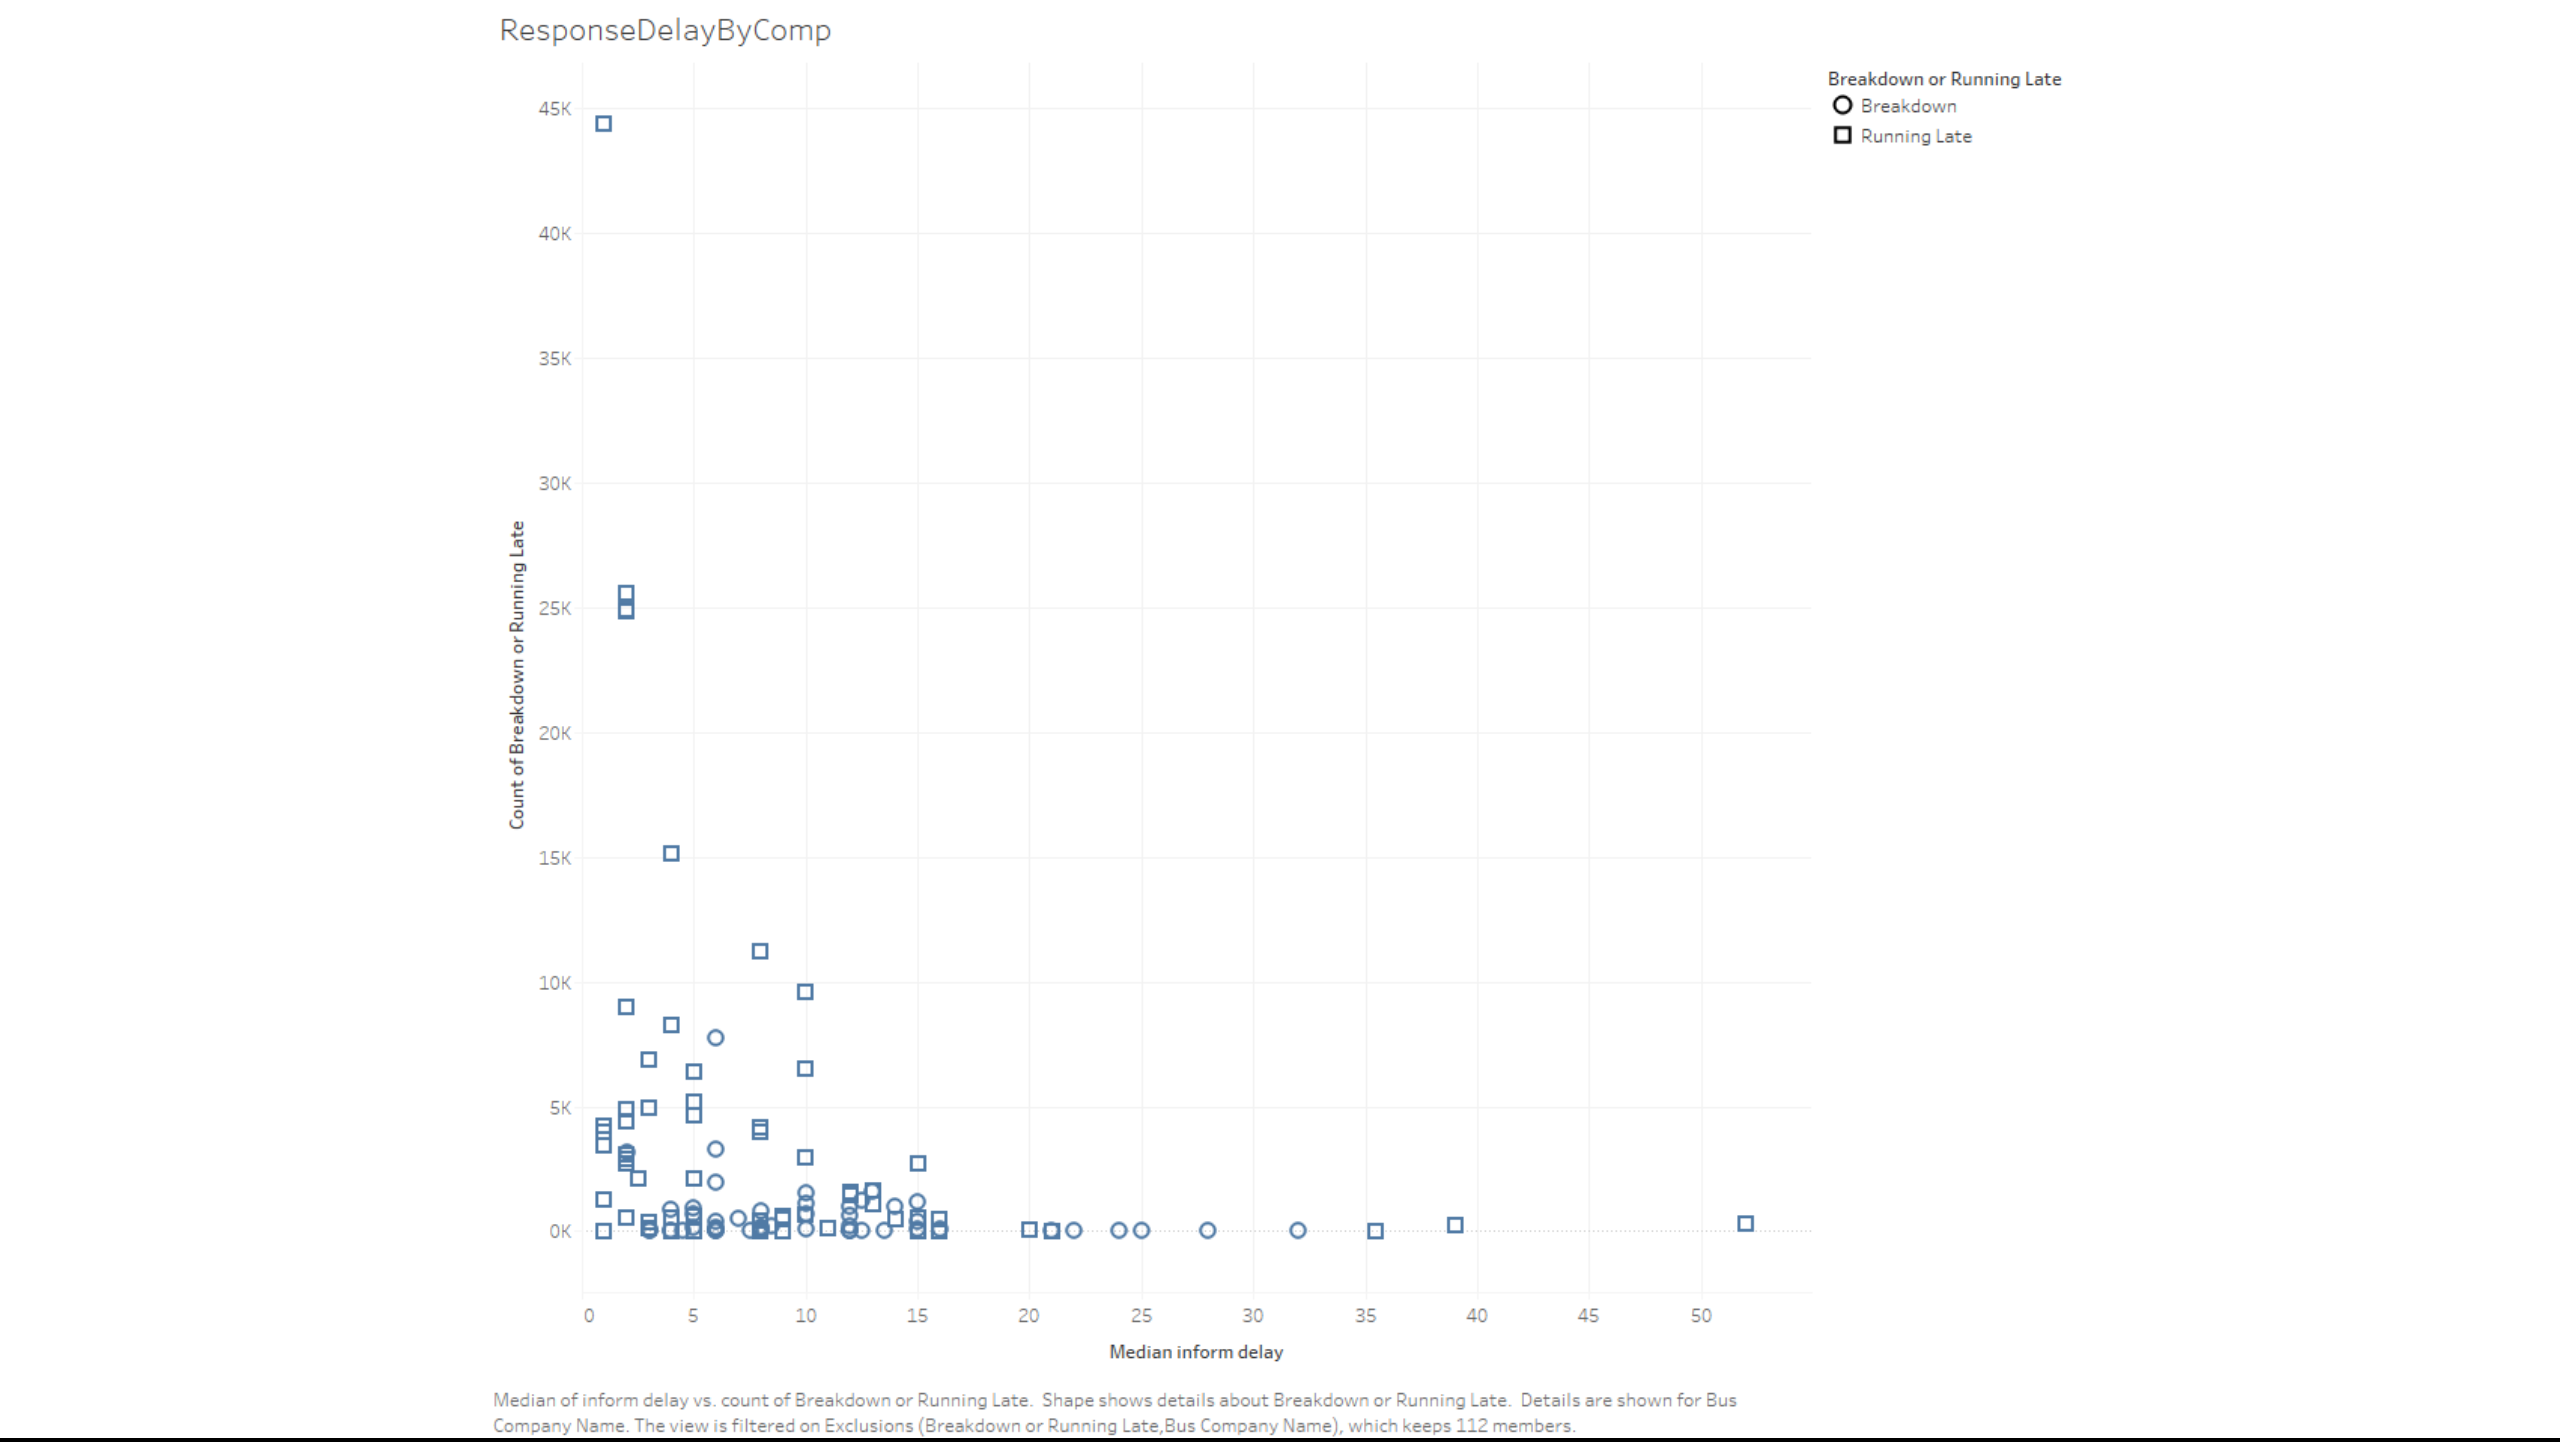 ResponseDelayByComp
Breakdown or Running Late
Breakdown
Running Late
45K
40K
35K
30K
25K
20K
15K
10K
5K
0K
Count of Breakdown or Running Late
0 5 10 15 20 25 30 35 40 45 50
Median inform delay
Median of inform delay vs. count of Breakdown or Running Late. Shape shows details about Breakdown or Running Late. Details are shown for Bus
Company Name. The view is filtered on Exclusions (Breakdown or Running Late,Bus Company Name), which keeps 112 members.